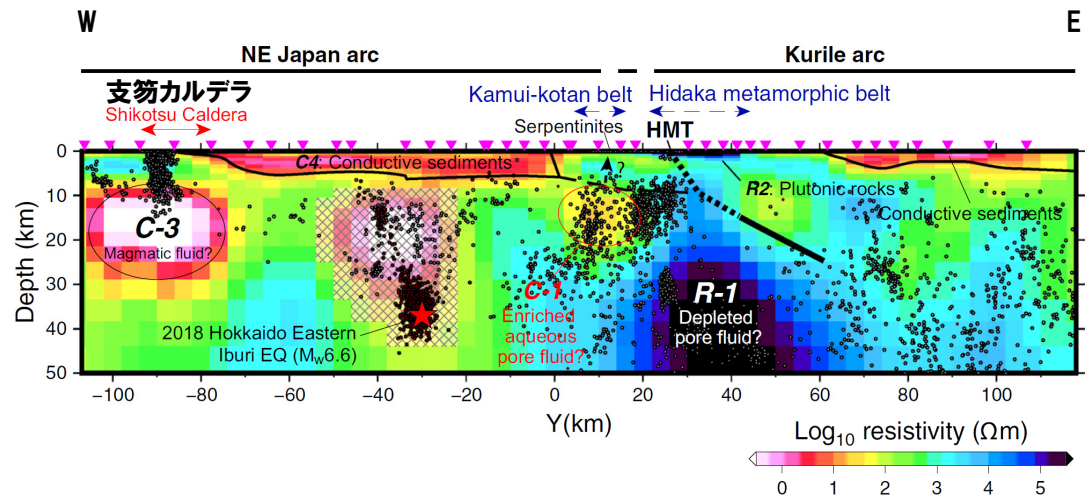 W
E
NE Japan arc
Kurile arc
支笏カルデラ
Shikotsu Caldera
Kamui-kotan belt
Hidaka metamorphic belt
Serpentinites
HMT
?
C4: Conductive sediments
R2: Plutonic rocks
Conductive sediments
C-3
Magmatic fluid?
C-1
Enriched
aqueous
pore fluid?
R-1
Depleted
pore fluid?
2018 Hokkaido Eastern
Iburi EQ (Mw6.6)
Depth (km)
0
10
20
30
40
50
−100 −80 −60 −40 −20 0 20 40 60 80 100
Y(km)
Log10 resistivity (Ωm)
0 1 2 3 4 5